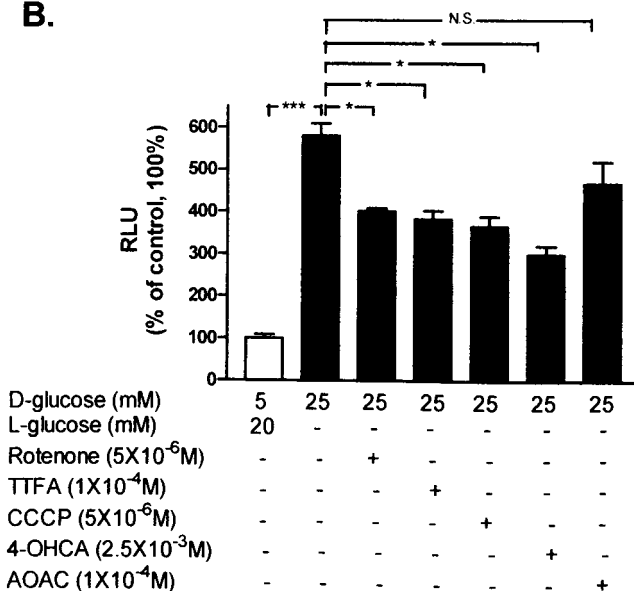 B.
N.S.
*
*
*
*** *
RLU
(% of control, 100%)
600
500
400
300
200
100
0
D-glucose (mM) 5 25 25 25 25 25 25
L-glucose (mM) 20 - - - - - -
Rotenone (5X10⁻⁶M) - - + - - - -
TTFA (1X10⁻⁴M) - - - + - - -
CCCP (5X10⁻⁶M) - - - - + - -
4-OHCA (2.5X10⁻³M) - - - - - + -
AOAC (1X10⁻⁴M) - - - - - - +